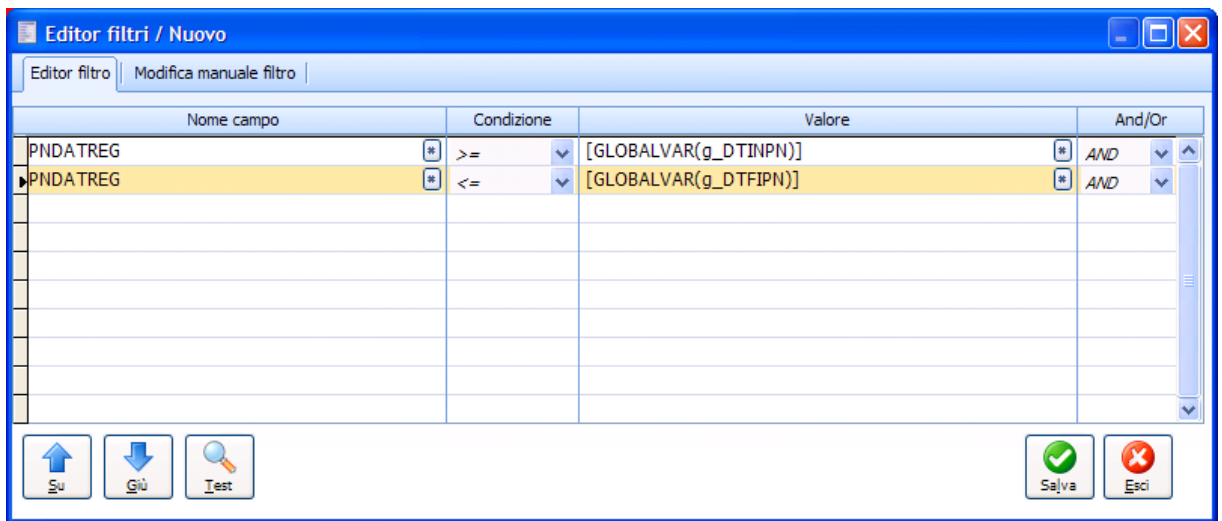 Editor filtri / Nuovo
Editor filtro Modifica manuale filtro
Nome campo Condizione Valore And/Or
PNDATREG >= [GLOBALVAR(g_DTINPN)] AND
PNDATREG <= [GLOBALVAR(g_DTFIPN)] AND
Su Giù Test Salva Esci